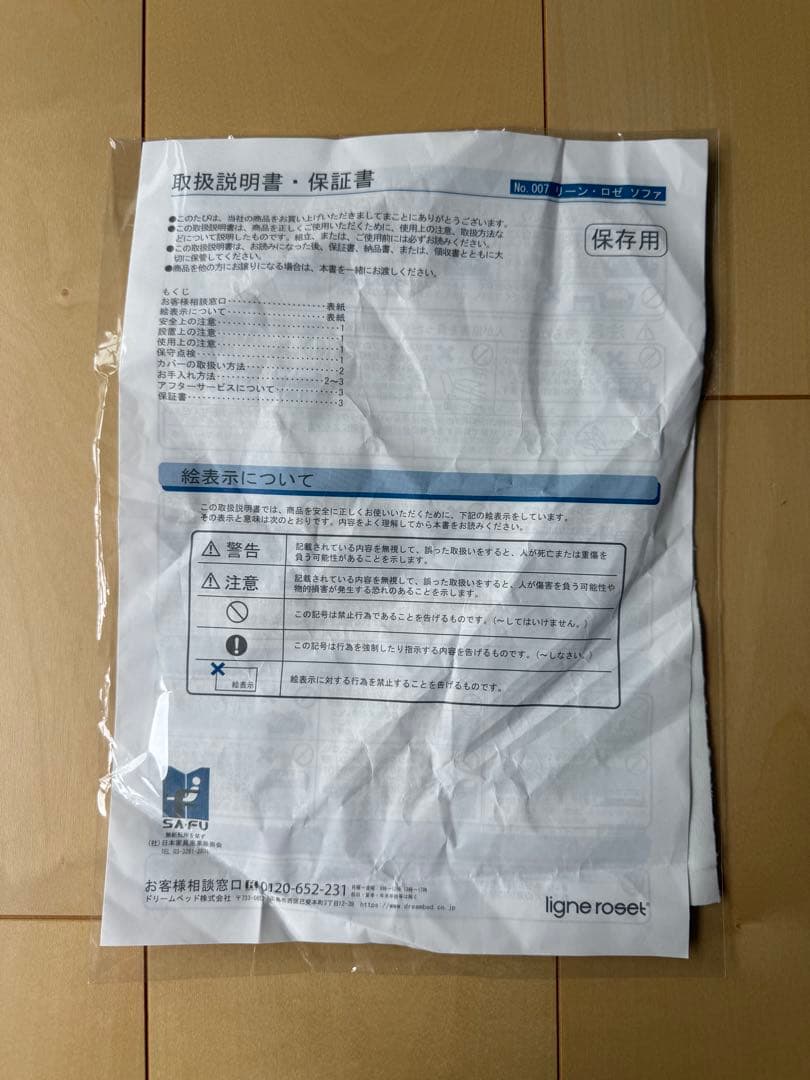 取扱説明書・保証書
No.007 リーン・ロゼ ソファ
保存用
●このたびは、当社の商品をお買い上げいただきましてまことにありがとうございます。
●この取扱説明書は、商品を正しくご使用いただくために、使用上の注意、取扱方法な
どについて説明したものです。組立、または、ご使用前には必ずお読みください。
●この取扱説明書は、お読みになった後、保証書、納品書、または、領収書とともに大
切に保管してください。
●商品を他の方にお譲りになる場合は、本書を一緒にお渡しください。
もくじ
お客様相談窓口・・・・・・・・・・・・・・表紙
絵表示について・・・・・・・・・・・・・・表紙
安全上の注意・・・・・・・・・・・・・・・・・1
設置上の注意・・・・・・・・・・・・・・・・・1
使用上の注意・・・・・・・・・・・・・・・・・1
保守点検・・・・・・・・・・・・・・・・・・・・1
カバーの取扱い方法・・・・・・・・・・・・・2
お手入れ方法・・・・・・・・・・・・・・・2～3
アフターサービスについて・・・・・・・・・3
保証書・・・・・・・・・・・・・・・・・・・・・3
絵表示について
この取扱説明書では、商品を安全に正しくお使いいただくために、下記の絵表示をしています。
その表示と意味は次のとおりです。内容をよく理解してから本書をお読みください。
警告
記載されている内容を無視して、誤った取扱いをすると、人が死亡または重傷を
負う可能性があることを示します。
注意
記載されている内容を無視して、誤った取扱いをすると、人が傷害を負う可能性や
物的損害が発生する恐れのあることを示します。
この記号は禁止行為であることを告げるものです。(～してはいけません。)
この記号は行為を強制したり指示する内容を告げるものです。(～しなさい。)
絵表示
絵表示に対する行為を禁止することを告げるものです。
SA・FU
(社)日本家具産業振興会
お客様相談窓口 0120-652-231
ドリームベッド株式会社
https://www.dreambed.co.jp
ligne roset